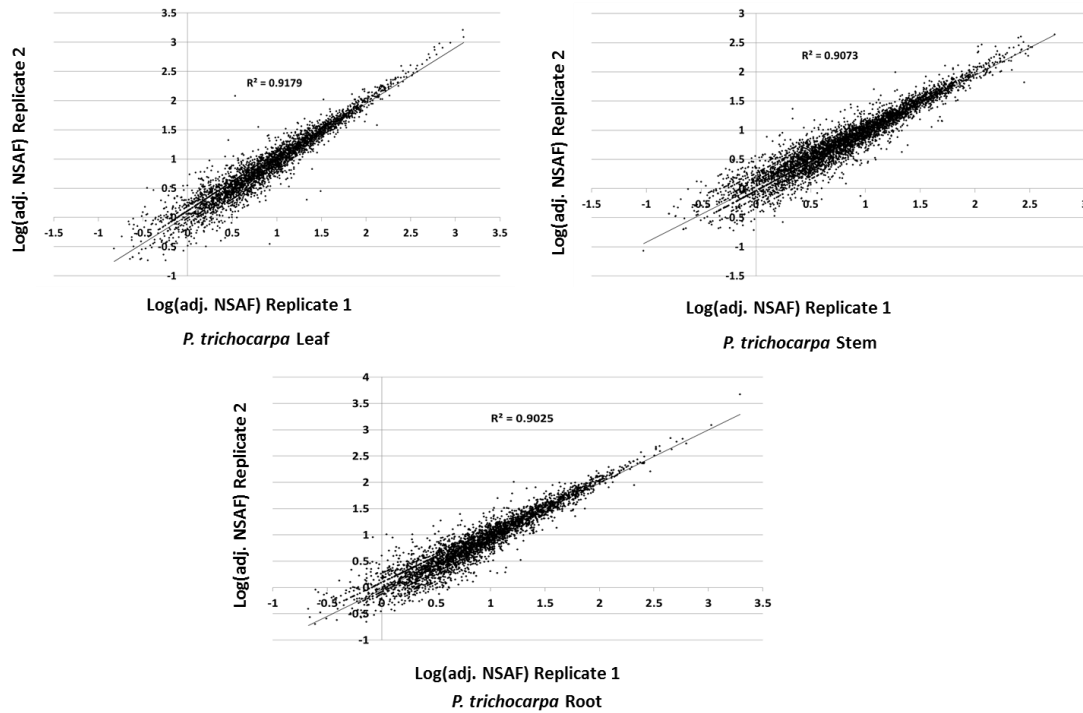 3.5
3
2.5
2
1.5
1
0.5
0
-0.5
-1
-1.5 -1 -0.5 0 0.5 1 1.5 2 2.5 3 3.5
R² = 0.9179
Log(adj. NSAF) Replicate 2
Log(adj. NSAF) Replicate 1
P. trichocarpa Leaf
3
2.5
2
1.5
1
0.5
0
-0.5
-1
-1.5
-1.5 -1 -0.5 0 0.5 1 1.5 2 2.5 3
R² = 0.9073
Log(adj. NSAF) Replicate 2
Log(adj. NSAF) Replicate 1
P. trichocarpa Stem
4
3.5
3
2.5
2
1.5
1
0.5
0
-0.5
-1
-1 -0.5 0 0.5 1 1.5 2 2.5 3 3.5
R² = 0.9025
Log(adj. NSAF) Replicate 2
Log(adj. NSAF) Replicate 1
P. trichocarpa Root